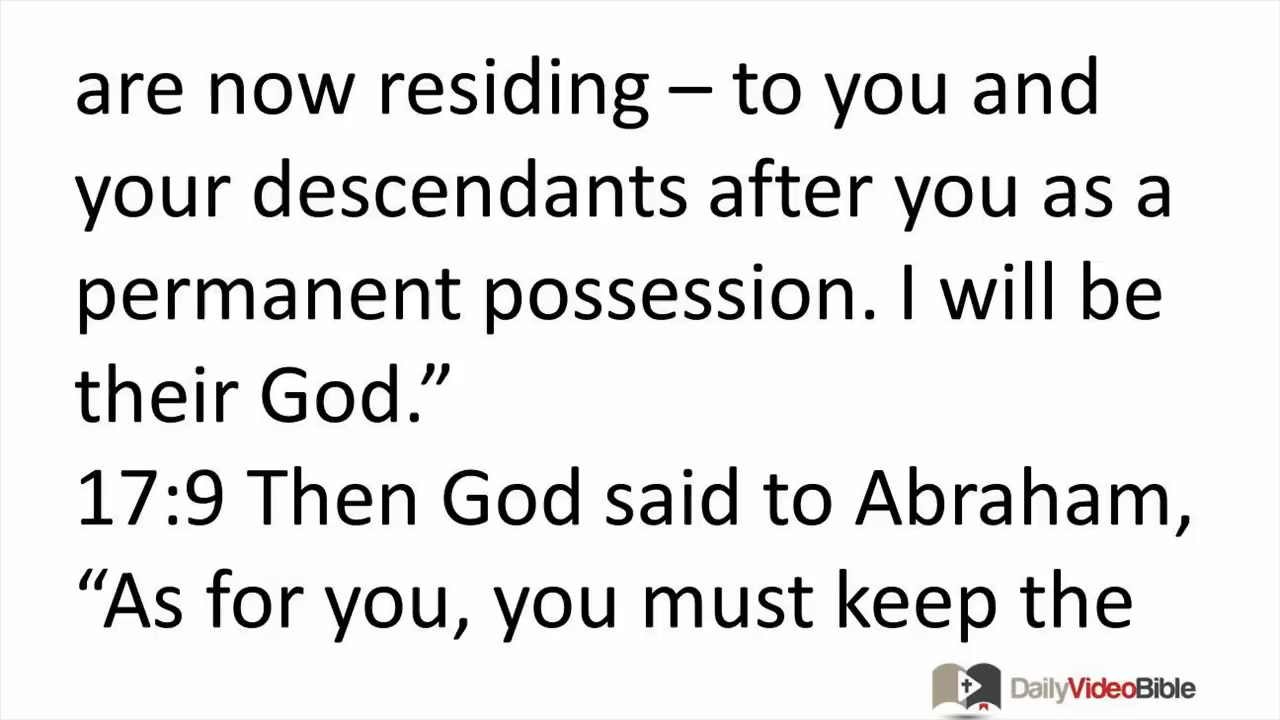 are now residing – to you and
your descendants after you as a
permanent possession. I will be
their God.”
17:9 Then God said to Abraham,
“As for you, you must keep the
DailyVideoBible